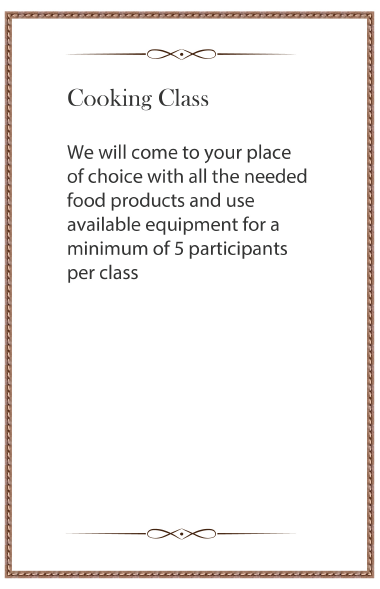 Cooking Class
We will come to your place
of choice with all the needed
food products and use
available equipment for a
minimum of 5 participants
per class